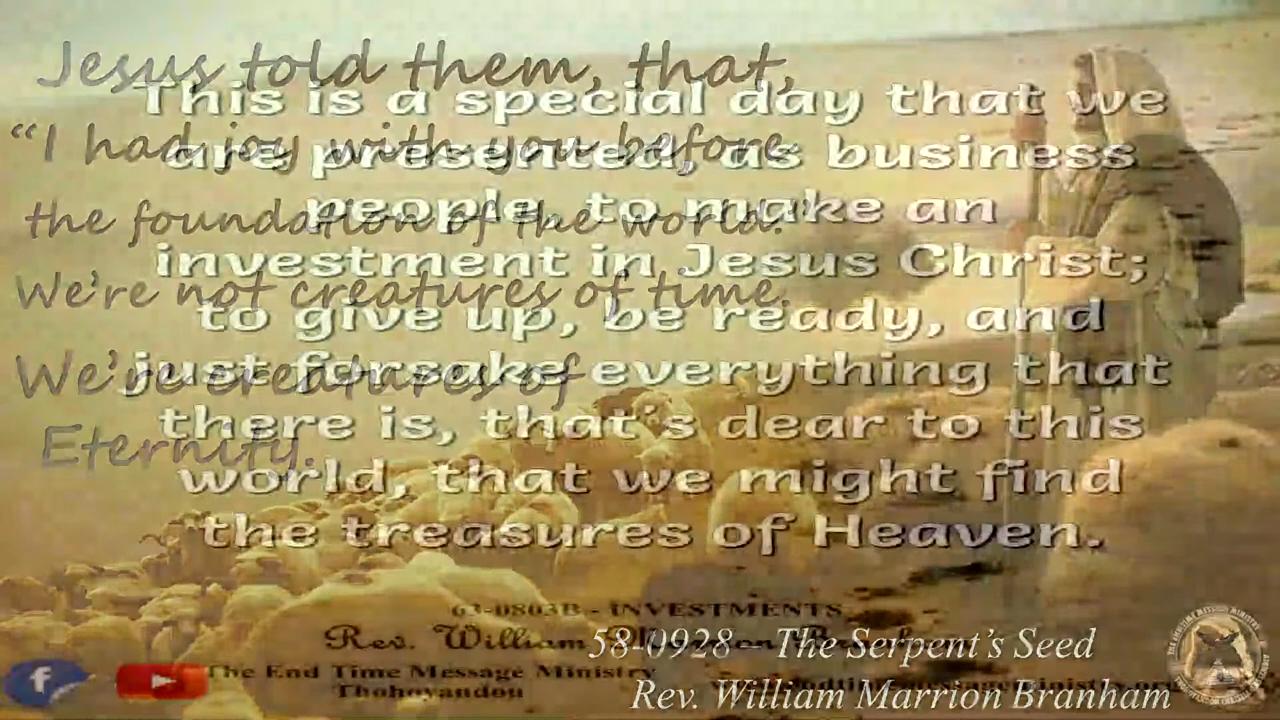 Jesus told them, that,
“I had joy with you before
the foundation of the world.”
We’re not creatures of time.
We’re creatures of
Eternity.
This is a special day that we
are presented, as business
people, to make an
investment in Jesus Christ;
to give up, be ready, and
just forsake everything that
there is, that's dear to this
world, that we might find
the treasures of Heaven.
63-0803B - INVESTMENTS
Rev. William
58-0928 – The Serpent’s Seed
The End Time Message Ministry
Thohoyandou
Rev. William Marrion Branham